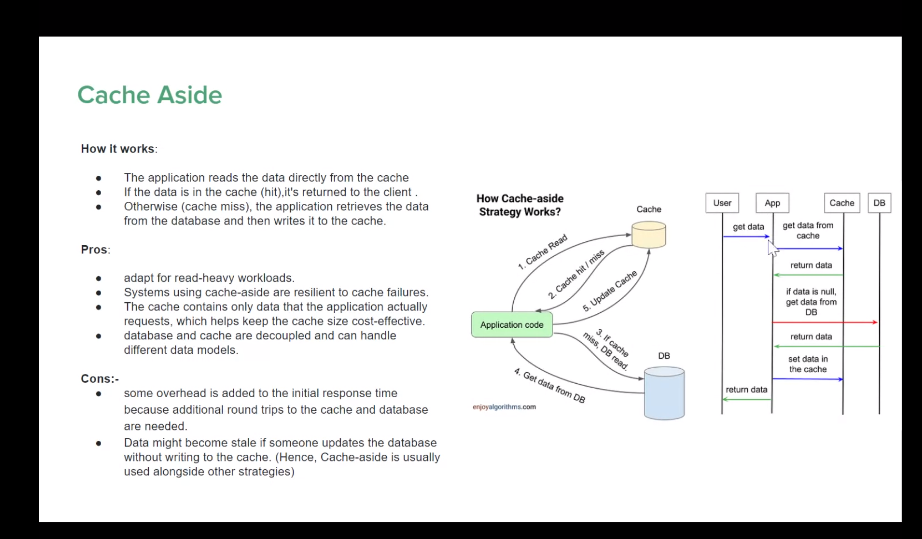 Cache Aside
How it works:
● The application reads the data directly from the cache
● If the data is in the cache (hit),it's returned to the client .
● Otherwise (cache miss), the application retrieves the data
from the database and then writes it to the cache.
Pros:
● adapt for read-heavy workloads.
● Systems using cache-aside are resilient to cache failures.
● The cache contains only data that the application actually
requests, which helps keep the cache size cost-effective.
● database and cache are decoupled and can handle
different data models.
Cons:-
● some overhead is added to the initial response time
because additional round trips to the cache and database
are needed.
● Data might become stale if someone updates the database
without writing to the cache. (Hence, Cache-aside is usually
used alongside other strategies)
How Cache-aside
Strategy Works?
Cache
1. Cache Read
2. Cache hit / miss
5. Update Cache
Application code
3. If cache
miss, DB read.
DB
4. Get data from DB
enjoyalgorithms.com
User
App
Cache
DB
get data
get data from
cache
return data
if data is null,
get data from
DB
return data
set data in
the cache
return data